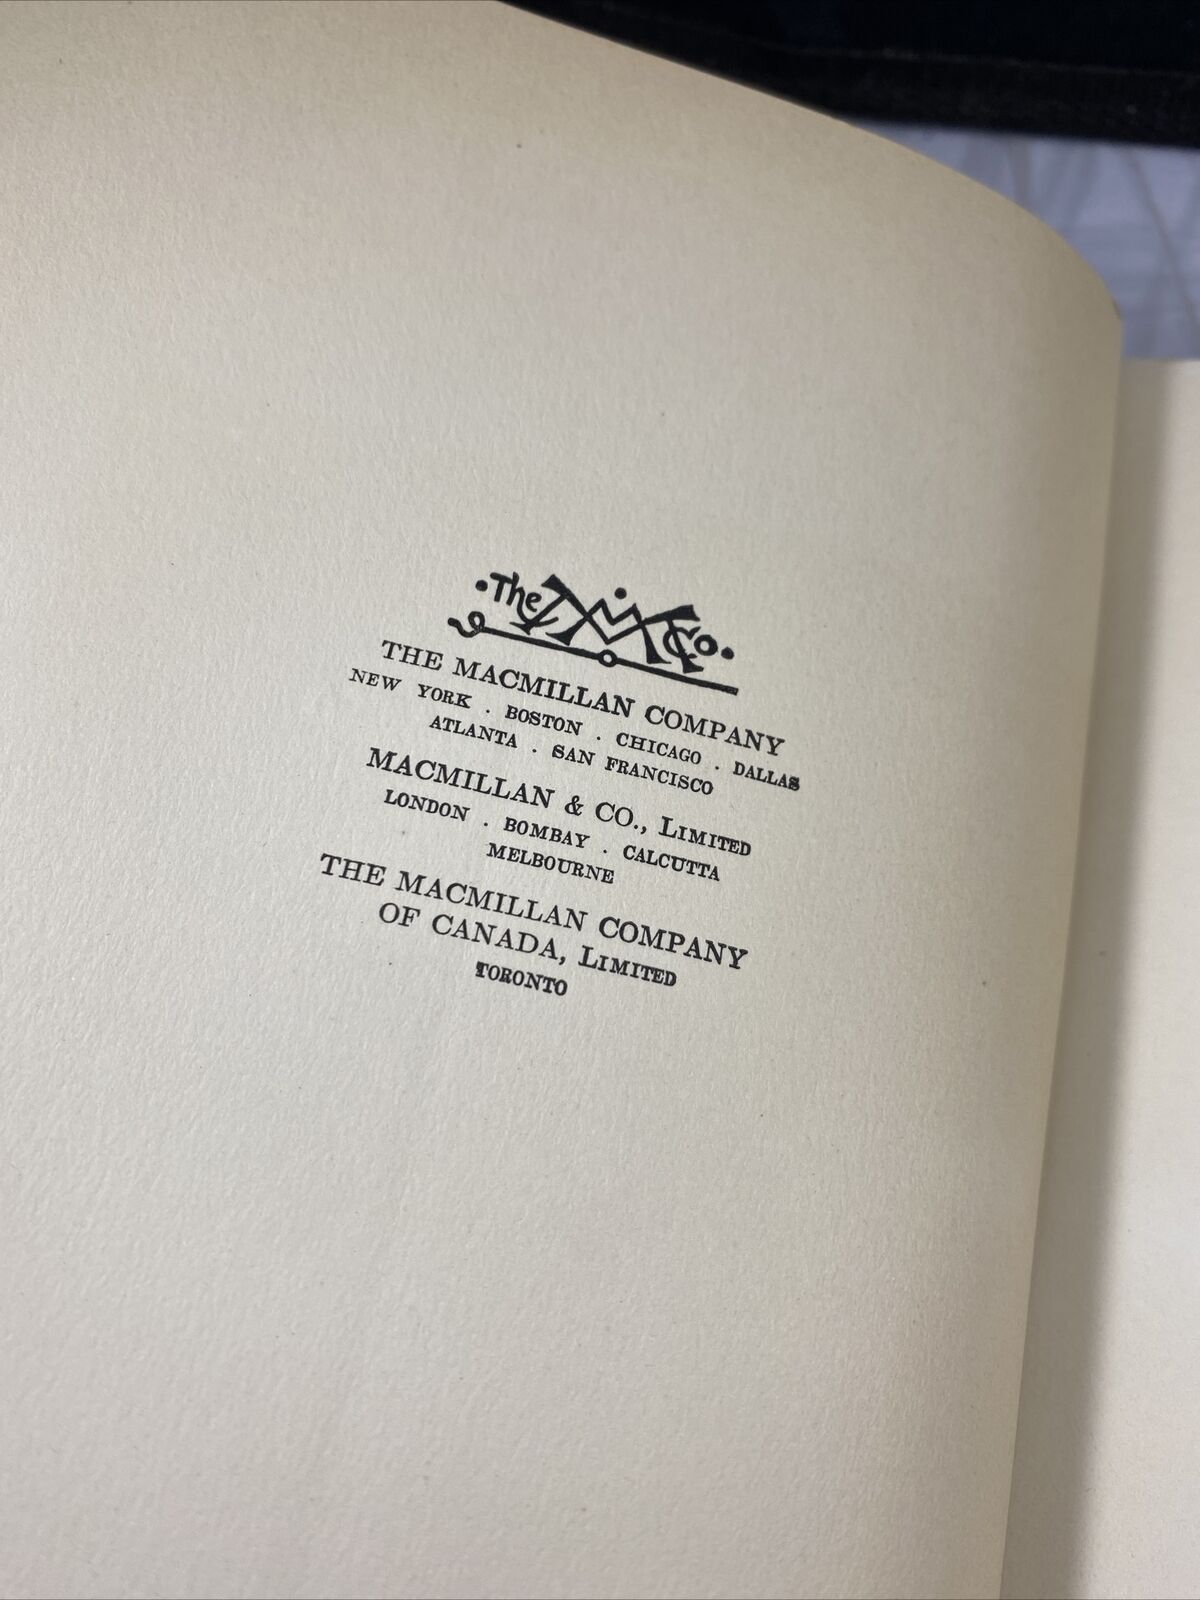 ·The MM Co.·
THE MACMILLAN COMPANY
NEW YORK · BOSTON · CHICAGO · DALLAS
ATLANTA · SAN FRANCISCO
MACMILLAN & CO., LIMITED
LONDON · BOMBAY · CALCUTTA
MELBOURNE
THE MACMILLAN COMPANY
OF CANADA, LIMITED
TORONTO